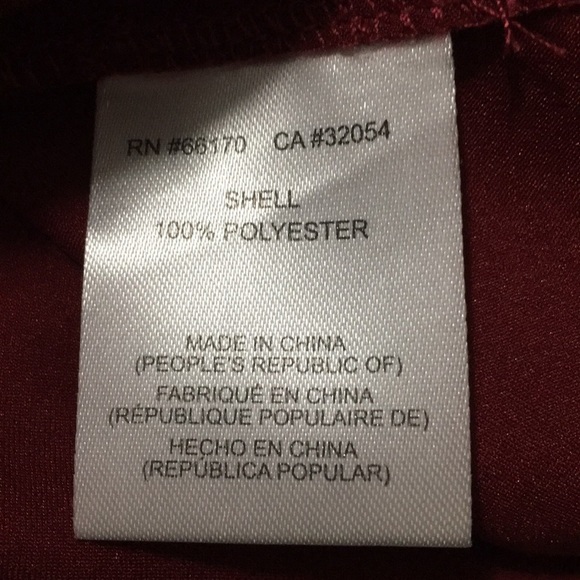 RN #66170 CA #32054
SHELL
100% POLYESTER
MADE IN CHINA
(PEOPLE'S REPUBLIC OF)
FABRIQUÉ EN CHINA
(RÉPUBLIQUE POPULAIRE DE)
HECHO EN CHINA
(REPÚBLICA POPULAR)